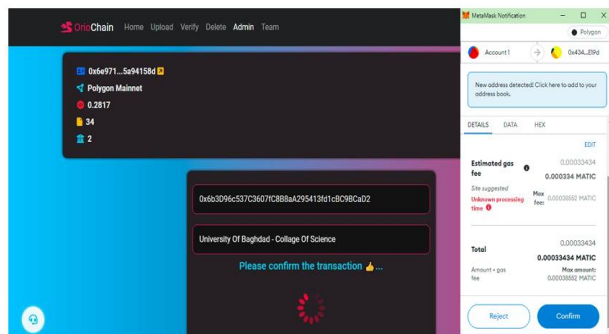 OrioChain Home Upload Verify Delete Admin Team
0x6e971...5a94158d
Polygon Mainnet
0.2817
34
2
0x6b3D96c537C3607fC8B8aA295413fd1cBC9BCaD2
University Of Baghdad - Collage Of Science
Please confirm the transaction 👍...
MetaMask Notification
Polygon
Account 1
0x434...E19d
New address detected! Click here to add to your
address book.
DETAILS DATA HEX
EDIT
Estimated gas
fee
0.00033434
0.000334 MATIC
Site suggested
Unknown processing
time
Max
fee:
0.00038552 MATIC
Total
0.00033434
0.00033434 MATIC
Amount + gas
fee
Max amount:
0.00038552 MATIC
Reject Confirm